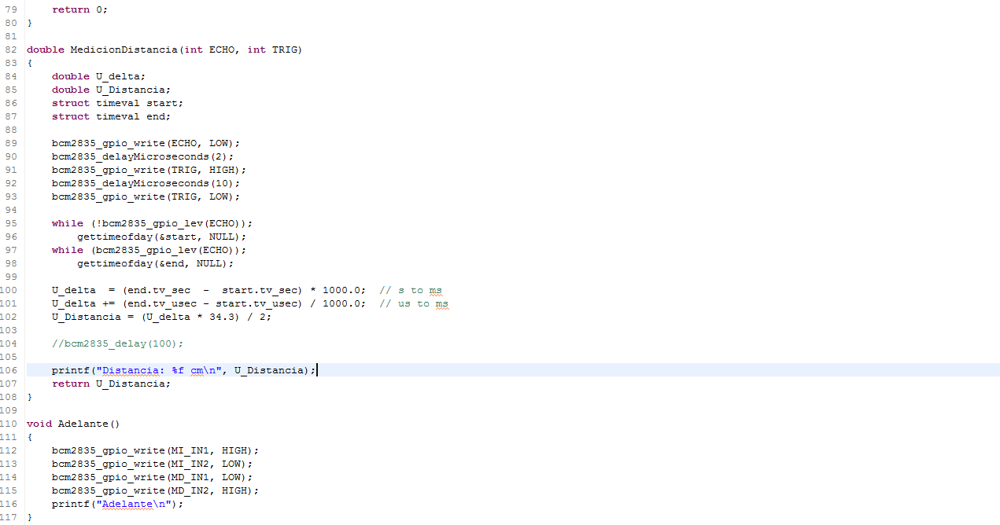 79     return 0;
80 }
81
82 double MedicionDistancia(int ECHO, int TRIG)
83 {
84     double U_delta;
85     double U_Distancia;
86     struct timeval start;
87     struct timeval end;
88
89     bcm2835_gpio_write(ECHO, LOW);
90     bcm2835_delayMicroseconds(2);
91     bcm2835_gpio_write(TRIG, HIGH);
92     bcm2835_delayMicroseconds(10);
93     bcm2835_gpio_write(TRIG, LOW);
94
95     while (!bcm2835_gpio_lev(ECHO));
96         gettimeofday(&start, NULL);
97     while (bcm2835_gpio_lev(ECHO));
98         gettimeofday(&end, NULL);
99
100     U_delta  = (end.tv_sec  -  start.tv_sec) * 1000.0;  // s to ms
101     U_delta += (end.tv_usec - start.tv_usec) / 1000.0;  // us to ms
102     U_Distancia = (U_delta * 34.3) / 2;
103
104     //bcm2835_delay(100);
105
106     printf("Distancia: %f cm\n", U_Distancia);
107     return U_Distancia;
108 }
109
110 void Adelante()
111 {
112     bcm2835_gpio_write(MI_IN1, HIGH);
113     bcm2835_gpio_write(MI_IN2, LOW);
114     bcm2835_gpio_write(MD_IN1, LOW);
115     bcm2835_gpio_write(MD_IN2, HIGH);
116     printf("Adelante\n");
117 }